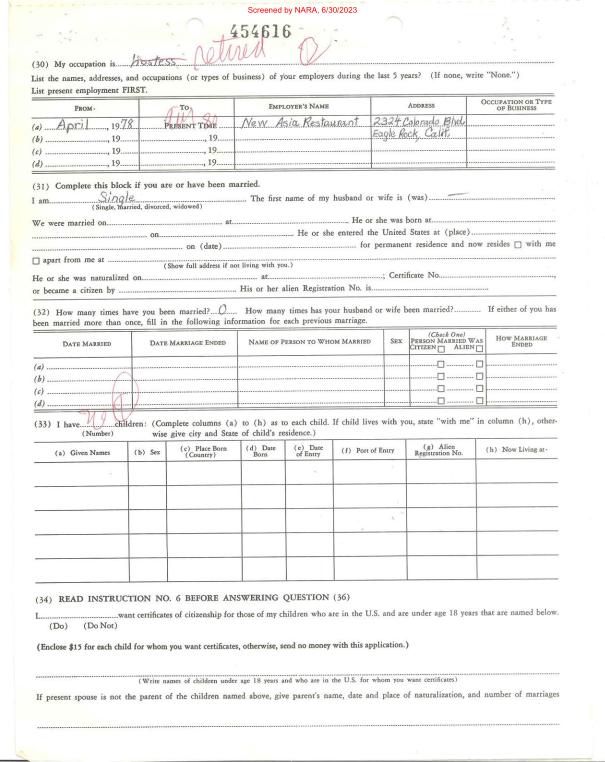 Screened by NARA, 6/30/2023
454616
(30) My occupation is hostess retired
List the names, addresses, and occupations (or types of business) of your employers during the last 5 years? (If none, write "None.")
List present employment FIRST.
FROM- TO- EMPLOYER'S NAME ADDRESS OCCUPATION OR TYPE OF BUSINESS
(a) April, 1978 PRESENT TIME New Asia Restaurant 2324 Colorado Blvd,
Eagle Rock, Calif.
(b) , 19 , 19
(c) , 19 , 19
(d) , 19 , 19
(31) Complete this block if you are or have been married.
I am Single The first name of my husband or wife is (was) —
(Single, married, divorced, widowed)
We were married on at He or she was born at
on He or she entered the United States at (place)
on (date) for permanent residence and now resides ☐ with me
☐ apart from me at
(Show full address if not living with you.)
He or she was naturalized on at ; Certificate No. ,
or became a citizen by His or her alien Registration No. is
(32) How many times have you been married? 0 How many times has your husband or wife been married? If either of you has
been married more than once, fill in the following information for each previous marriage.
DATE MARRIED DATE MARRIAGE ENDED NAME OF PERSON TO WHOM MARRIED SEX (Check One) PERSON MARRIED WAS CITIZEN ☐ ALIEN ☐ HOW MARRIAGE ENDED
(a) ☐ ☐
(b) ☐ ☐
(c) ☐ ☐
(d) ☐ ☐
(33) I have children: (Complete columns (a) to (h) as to each child. If child lives with you, state "with me" in column (h), other-
(Number) wise give city and State of child's residence.)
(a) Given Names (b) Sex (c) Place Born (Country) (d) Date Born (e) Date of Entry (f) Port of Entry (g) Alien Registration No. (h) Now Living at-
(34) READ INSTRUCTION NO. 6 BEFORE ANSWERING QUESTION (36)
I, want certificates of citizenship for those of my children who are in the U.S. and are under age 18 years that are named below.
(Do) (Do Not)
(Enclose $15 for each child for whom you want certificates, otherwise, send no money with this application.)
(Write names of children under age 18 years and who are in the U.S. for whom you want certificates)
If present spouse is not the parent of the children named above, give parent's name, date and place of naturalization, and number of marriages